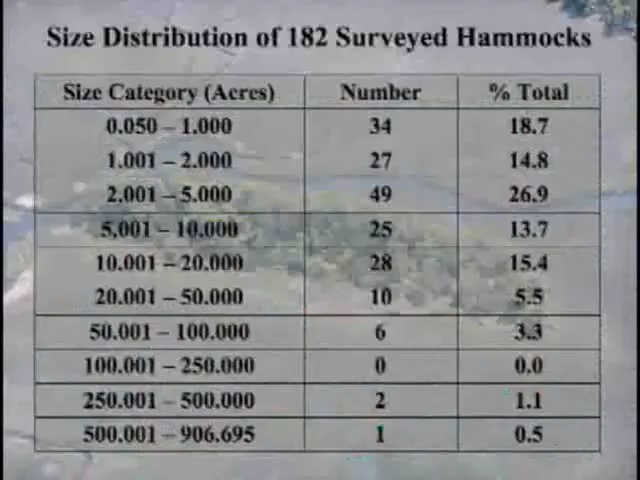 Size Distribution of 182 Surveyed Hammocks
Size Category (Acres) Number % Total
0.050 – 1.000 34 18.7
1.001 – 2.000 27 14.8
2.001 – 5.000 49 26.9
5,001 – 10.000 25 13.7
10.001 – 20.000 28 15.4
20.001 – 50.000 10 5.5
50.001 – 100.000 6 3.3
100.001 – 250.000 0 0.0
250.001 – 500.000 2 1.1
500.001 – 906.695 1 0.5